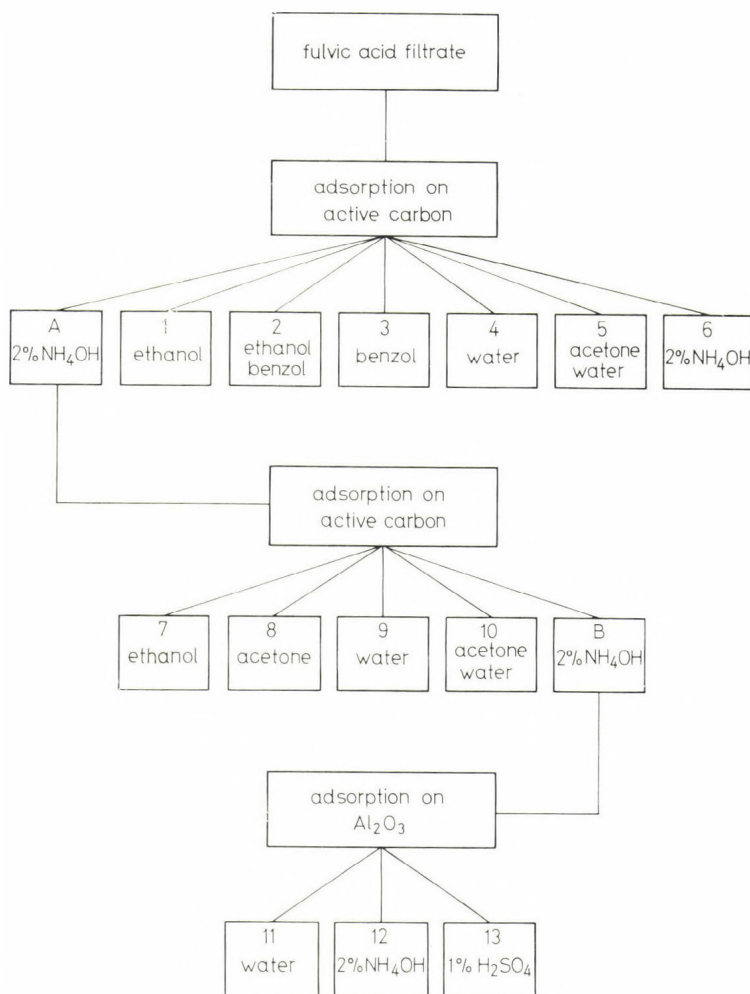 fulvic acid filtrate
adsorption on
active carbon
A
2%NH₄OH
1
ethanol
2
ethanol
benzol
3
benzol
4
water
5
acetone
water
6
2%NH₄OH
adsorption on
active carbon
7
ethanol
8
acetone
9
water
10
acetone
water
B
2%NH₄OH
adsorption on
Al₂O₃
11
water
12
2%NH₄OH
13
1% H₂SO₄